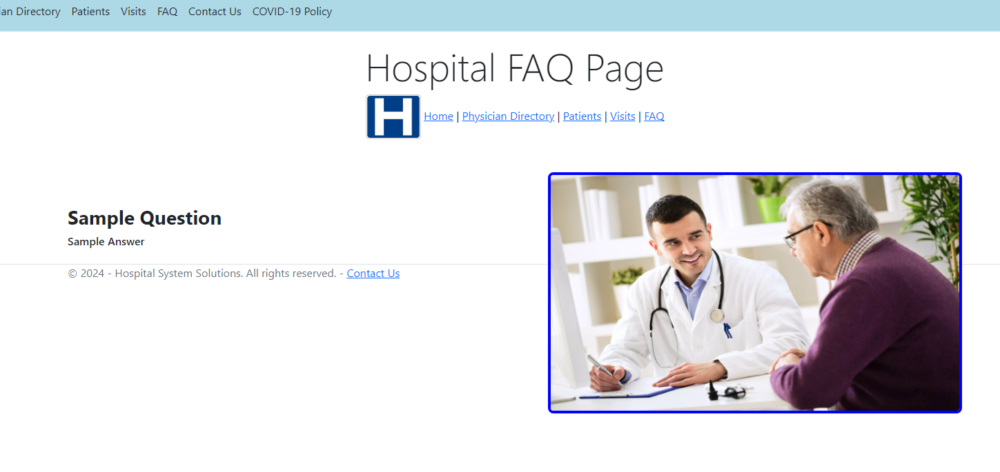 ian Directory Patients Visits FAQ Contact Us COVID-19 Policy
Hospital FAQ Page
H Home | Physician Directory | Patients | Visits | FAQ
Sample Question
Sample Answer
© 2024 - Hospital System Solutions. All rights reserved. - Contact Us